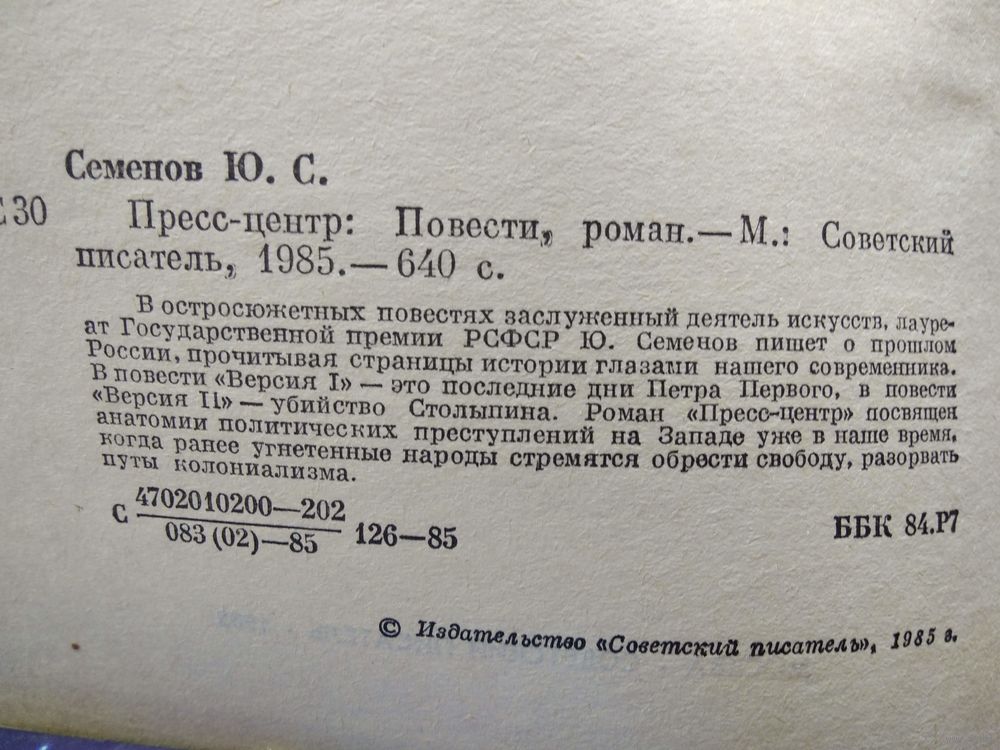 Семенов Ю. С.
С30 Пресс-центр: Повести, роман.—М.: Советский
писатель, 1985.—640 с.
В остросюжетных повестях заслуженный деятель искусств, лауре-
ат Государственной премии РСФСР Ю. Семенов пишет о прошлом
России, прочитывая страницы истории глазами нашего современника.
В повести «Версия I» — это последние дни Петра Первого, в повести
«Версия II» — убийство Столыпина. Роман «Пресс-центр» посвящен
анатомии политических преступлений на Западе уже в наше время,
когда ранее угнетенные народы стремятся обрести свободу, разорвать
путы колониализма.
С 4702010200—202
083 (02)—85 126—85
ББК 84.Р7
© Издательство «Советский писатель», 1985 г.